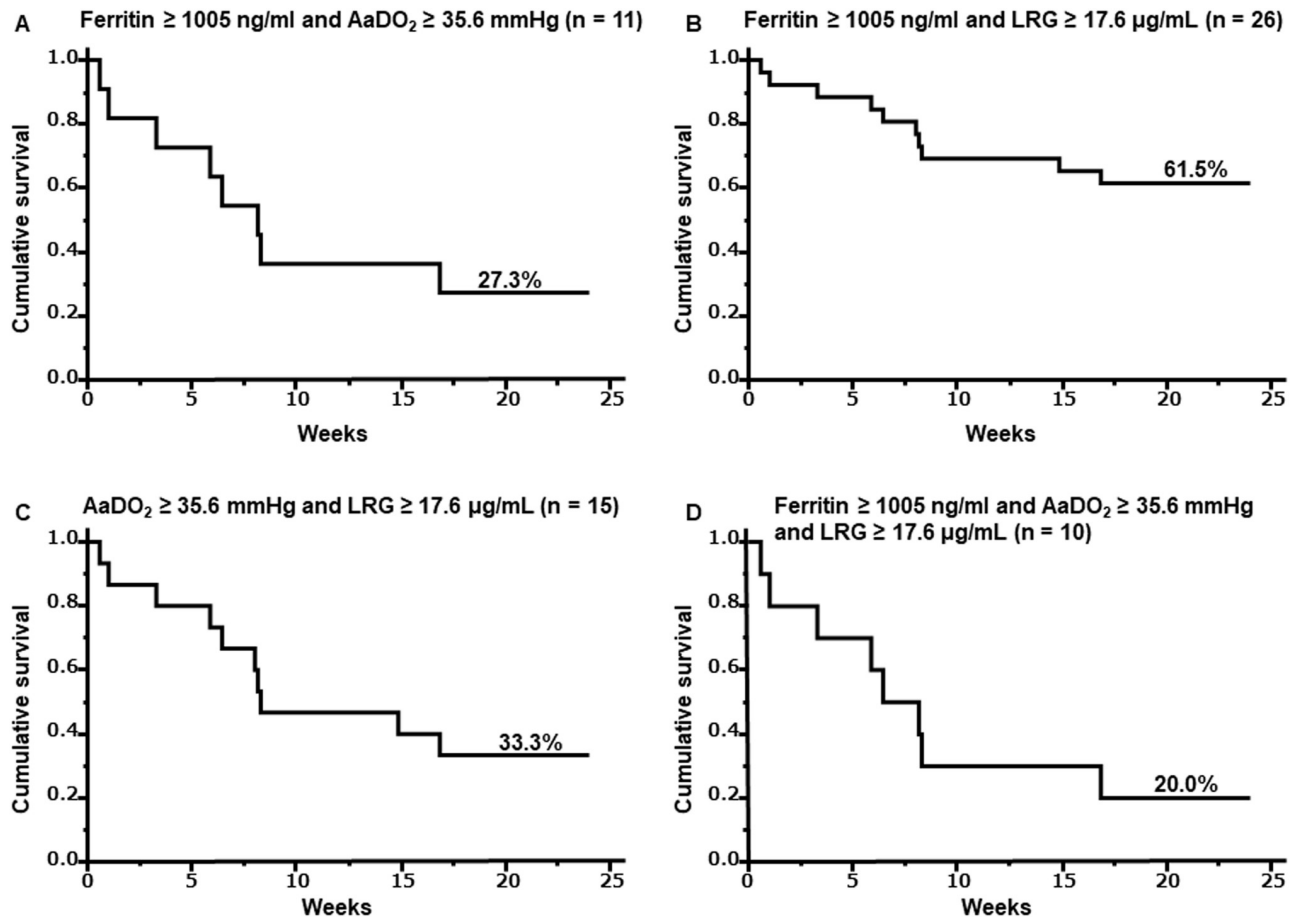 A Ferritin ≥ 1005 ng/ml and AaDO₂ ≥ 35.6 mmHg (n = 11)
Cumulative survival
1.0
0.8
0.6
0.4
0.2
0.0
27.3%
0 5 10 15 20 25
Weeks
B Ferritin ≥ 1005 ng/ml and LRG ≥ 17.6 µg/mL (n = 26)
Cumulative survival
1.0
0.8
0.6
0.4
0.2
0.0
61.5%
0 5 10 15 20 25
Weeks
C AaDO₂ ≥ 35.6 mmHg and LRG ≥ 17.6 µg/mL (n = 15)
Cumulative survival
1.0
0.8
0.6
0.4
0.2
0.0
33.3%
0 5 10 15 20 25
Weeks
D Ferritin ≥ 1005 ng/ml and AaDO₂ ≥ 35.6 mmHg
and LRG ≥ 17.6 µg/mL (n = 10)
Cumulative survival
1.0
0.8
0.6
0.4
0.2
0.0
20.0%
0 5 10 15 20 25
Weeks